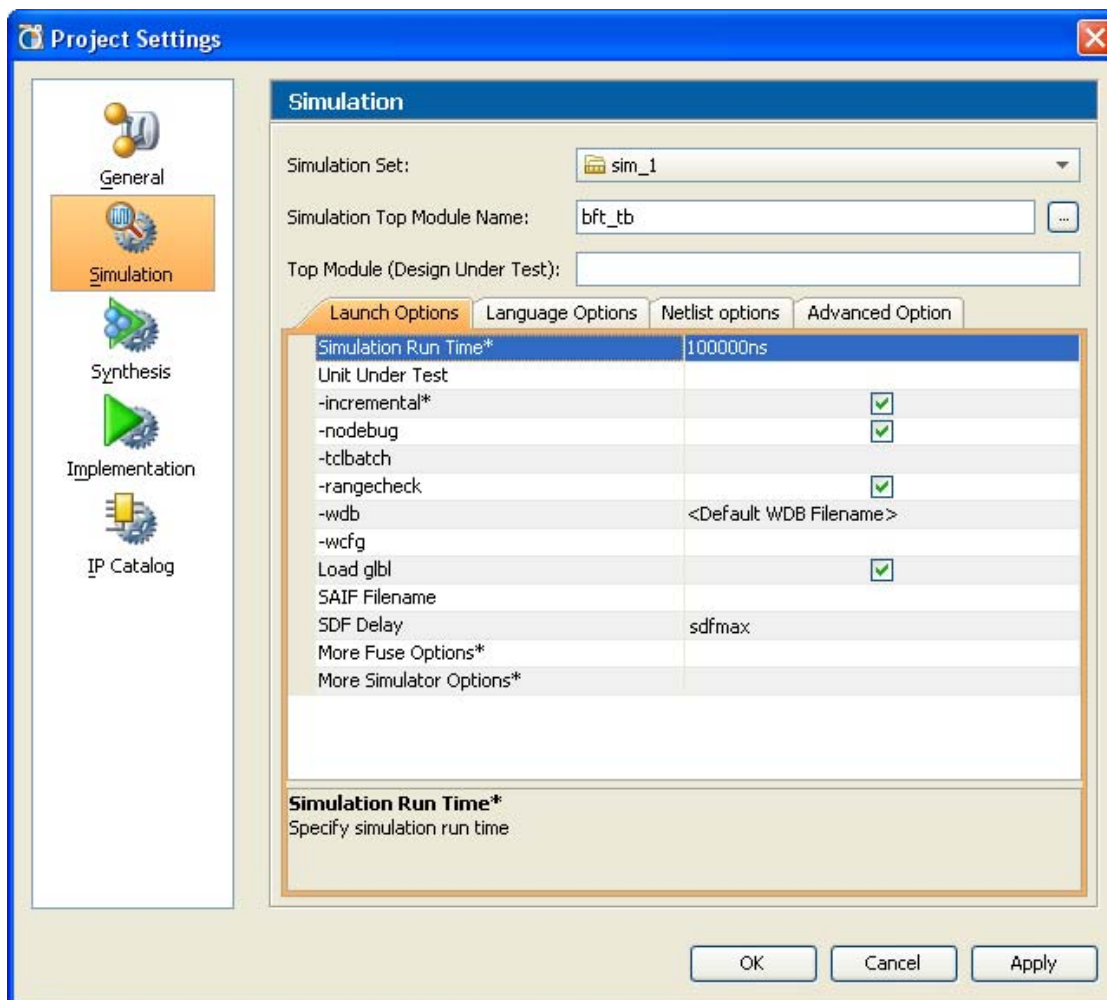 Project Settings
General
Simulation
Synthesis
Implementation
IP Catalog
Simulation
Simulation Set: sim_1
Simulation Top Module Name: bft_tb ...
Top Module (Design Under Test):
Launch Options Language Options Netlist options Advanced Option
Simulation Run Time* 100000ns
Unit Under Test
-incremental*
-nodebug
-tclbatch
-rangecheck
-wdb <Default WDB Filename>
-wcfg
Load glbl
SAIF Filename
SDF Delay sdfmax
More Fuse Options*
More Simulator Options*
Simulation Run Time*
Specify simulation run time
OK Cancel Apply